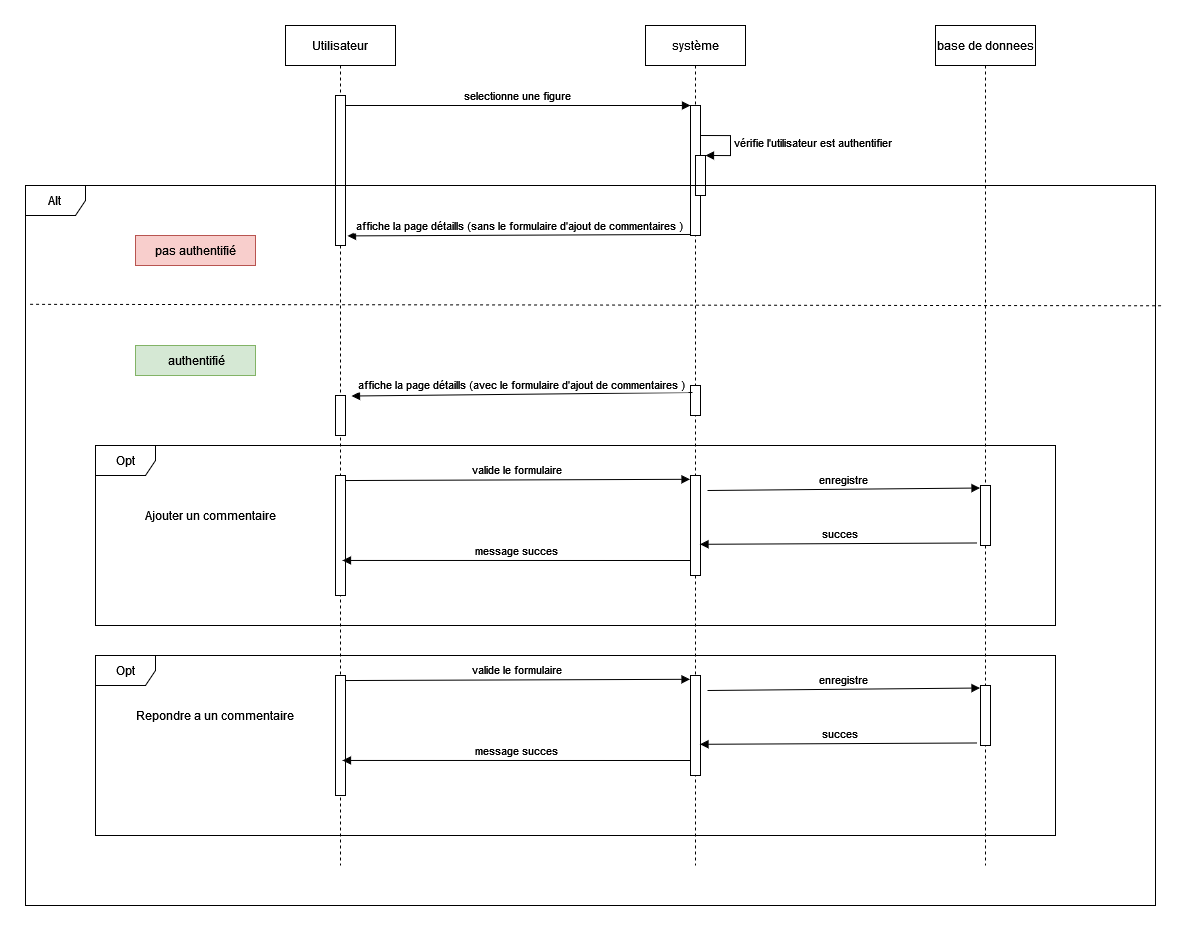 Utilisateur
système
base de donnees
selectionne une figure
vérifie l'utilisateur est authentifier
Alt
affiche la page détaills (sans le formulaire d'ajout de commentaires )
pas authentifié
authentifié
affiche la page détaills (avec le formulaire d'ajout de commentaires )
Opt
valide le formulaire
enregistre
Ajouter un commentaire
succes
message succes
Opt
valide le formulaire
enregistre
Repondre a un commentaire
succes
message succes